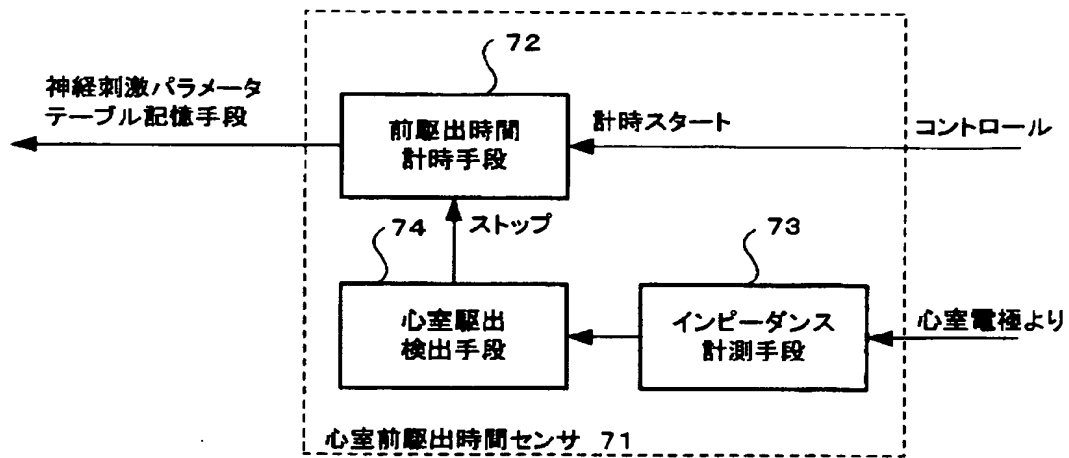 72
神経刺激パラメータ
テーブル記憶手段
前駆出時間
計時手段
計時スタート
コントロール
74
ストップ
73
心室駆出
検出手段
インピーダンス
計測手段
心室電極より
心室前駆出時間センサ 71